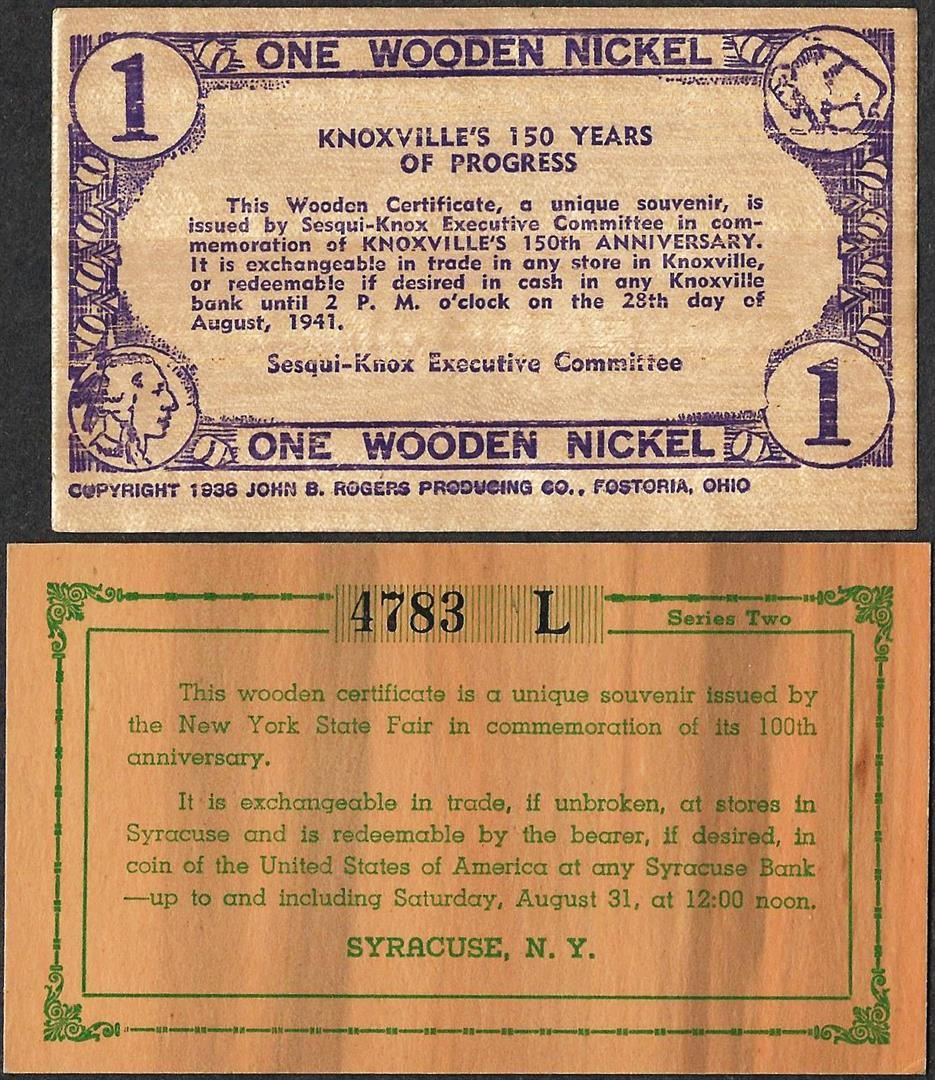 1
ONE WOODEN NICKEL
KNOXVILLE'S 150 YEARS
OF PROGRESS
This Wooden Certificate, a unique souvenir, is
issued by Sesqui-Knox Executive Committee in com-
memoration of KNOXVILLE'S 150th ANNIVERSARY.
It is exchangeable in trade in any store in Knoxville,
or redeemable if desired in cash in any Knoxville
bank until 2 P. M. o'clock on the 28th day of
August, 1941.
Sesqui-Knox Executive Committee
1
ONE WOODEN NICKEL
COPYRIGHT 1938 JOHN B. ROGERS PRODUCING CO., FOSTORIA, OHIO
4783 L
Series Two
This wooden certificate is a unique souvenir issued by
the New York State Fair in commemoration of its 100th
anniversary.
It is exchangeable in trade, if unbroken, at stores in
Syracuse and is redeemable by the bearer, if desired, in
coin of the United States of America at any Syracuse Bank
—up to and including Saturday, August 31, at 12:00 noon.
SYRACUSE, N. Y.